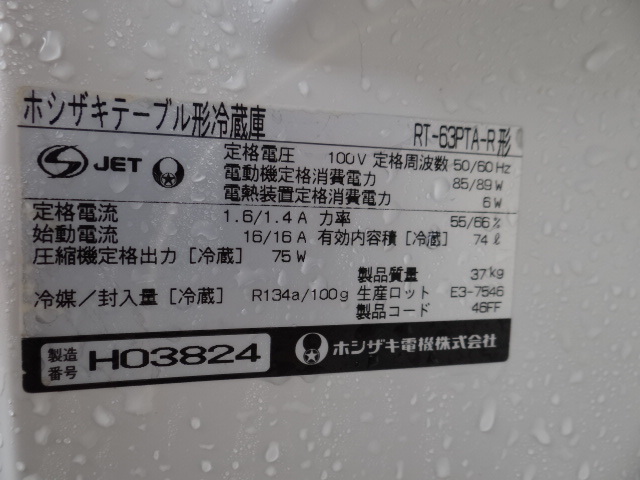 ホシザキテーブル形冷蔵庫 RT-63PTA-R形
JET
定格電圧 100V 定格周波数 50/60Hz
電動機定格消費電力 85/89W
電熱装置定格消費電力 6W
定格電流 1.6/1.4A 力率 55/66%
始動電流 16/16A 有効内容積［冷蔵］ 74ℓ
圧縮機定格出力［冷蔵］ 75W
製品質量 37kg
冷媒／封入量［冷蔵］ R134a/100g 生産ロット E3-7546
製品コード 46FF
製造番号 H03824 ホシザキ電機株式会社